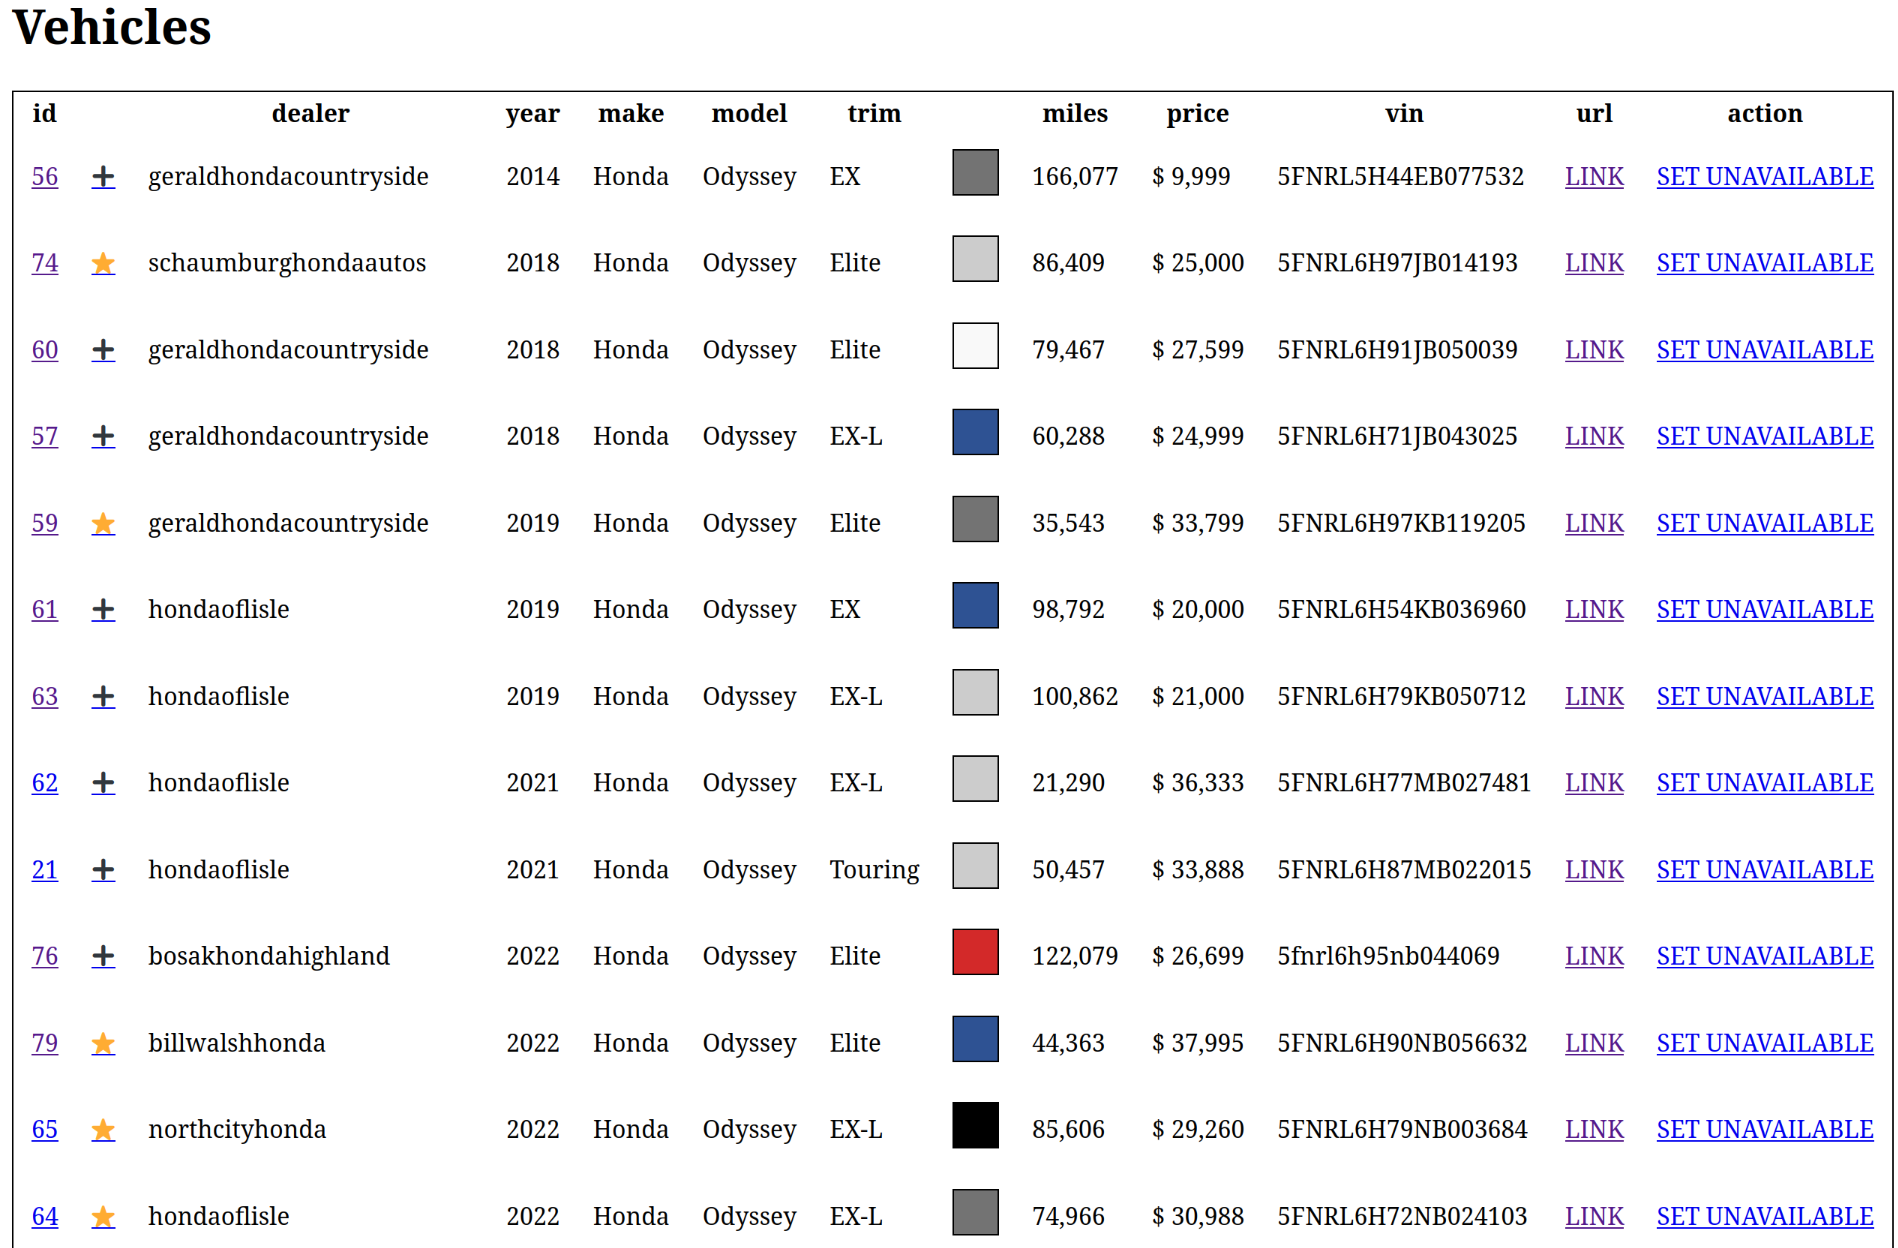 Vehicles
id dealer year make model trim miles price vin url action
56 + geraldhondacountryside 2014 Honda Odyssey EX 166,077 $ 9,999 5FNRL5H44EB077532 LINK SET UNAVAILABLE
74 schaumburghondaautos 2018 Honda Odyssey Elite 86,409 $ 25,000 5FNRL6H97JB014193 LINK SET UNAVAILABLE
60 + geraldhondacountryside 2018 Honda Odyssey Elite 79,467 $ 27,599 5FNRL6H91JB050039 LINK SET UNAVAILABLE
57 + geraldhondacountryside 2018 Honda Odyssey EX-L 60,288 $ 24,999 5FNRL6H71JB043025 LINK SET UNAVAILABLE
59 geraldhondacountryside 2019 Honda Odyssey Elite 35,543 $ 33,799 5FNRL6H97KB119205 LINK SET UNAVAILABLE
61 + hondaoflisle 2019 Honda Odyssey EX 98,792 $ 20,000 5FNRL6H54KB036960 LINK SET UNAVAILABLE
63 + hondaoflisle 2019 Honda Odyssey EX-L 100,862 $ 21,000 5FNRL6H79KB050712 LINK SET UNAVAILABLE
62 + hondaoflisle 2021 Honda Odyssey EX-L 21,290 $ 36,333 5FNRL6H77MB027481 LINK SET UNAVAILABLE
21 + hondaoflisle 2021 Honda Odyssey Touring 50,457 $ 33,888 5FNRL6H87MB022015 LINK SET UNAVAILABLE
76 + bosakhondahighland 2022 Honda Odyssey Elite 122,079 $ 26,699 5fnrl6h95nb044069 LINK SET UNAVAILABLE
79 billwalshhonda 2022 Honda Odyssey Elite 44,363 $ 37,995 5FNRL6H90NB056632 LINK SET UNAVAILABLE
65 northcityhonda 2022 Honda Odyssey EX-L 85,606 $ 29,260 5FNRL6H79NB003684 LINK SET UNAVAILABLE
64 hondaoflisle 2022 Honda Odyssey EX-L 74,966 $ 30,988 5FNRL6H72NB024103 LINK SET UNAVAILABLE